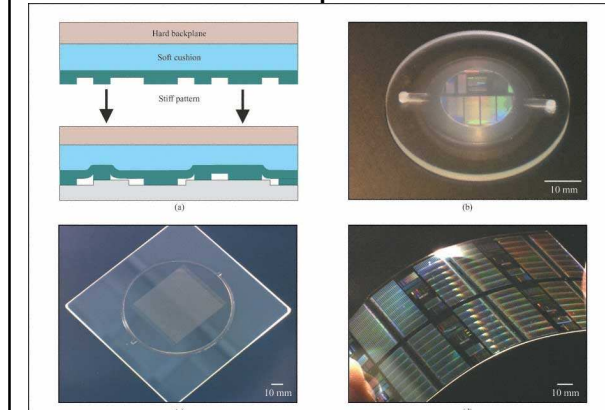 Hard backplane
Soft cushion
Stiff pattern
(a)
10 mm
(b)
10 mm
10 mm